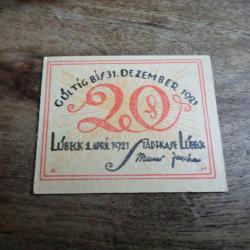 GÜLTIG BIS 31. DEZEMBER 1921
20
LÜBECK 1. APRIL 1921 STADTKASSE LÜBECK